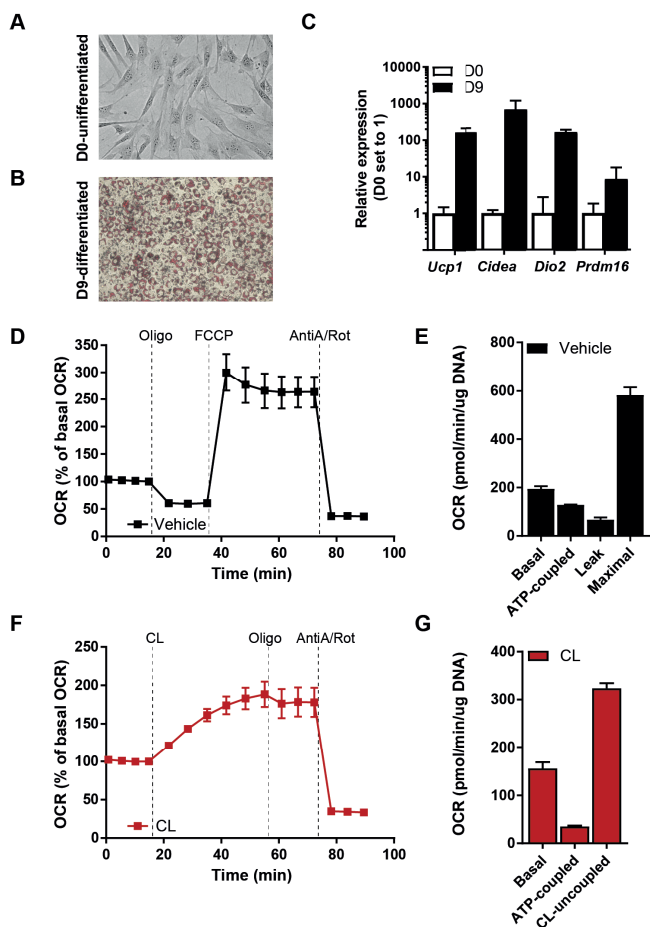 A
D0-unifferentiated
B
D9-differentiated
C
Relative expression
(D0 set to 1)
10000
1000
100
10
1
D0
D9
Ucp1 Cidea Dio2 Prdm16
D
OCR (% of basal OCR)
350
300
250
200
150
100
50
0
Oligo FCCP AntiA/Rot
Vehicle
0 20 40 60 80 100
Time (min)
E
OCR (pmol/min/ug DNA)
800
600
400
200
0
Vehicle
Basal
ATP-coupled
Leak
Maximal
F
OCR (% of basal OCR)
250
200
150
100
50
0
CL Oligo AntiA/Rot
CL
0 20 40 60 80 100
Time (min)
G
OCR (pmol/min/ug DNA)
400
300
200
100
0
CL
Basal
ATP-coupled
CL-uncoupled